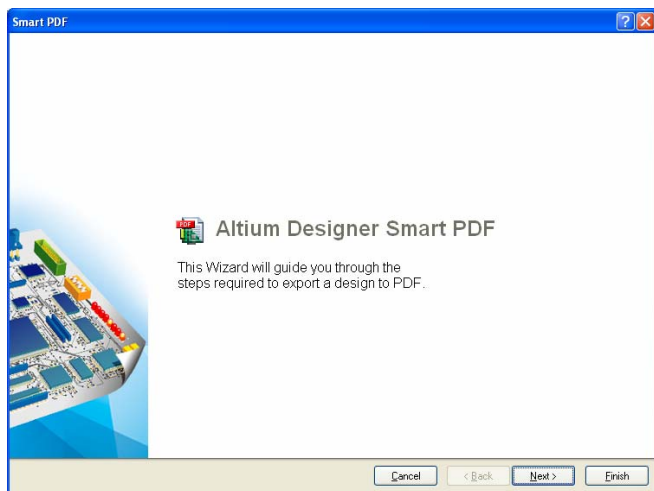 Smart PDF
PDF
Altium Designer Smart PDF
This Wizard will guide you through the
steps required to export a design to PDF.
Cancel
< Back
Next >
Finish